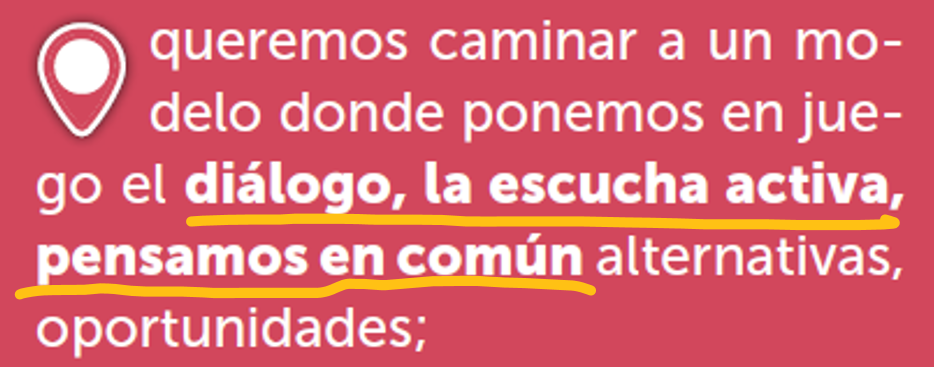 queremos caminar a un mo-
delo donde ponemos en jue-
go el diálogo, la escucha activa,
pensamos en común alternativas,
oportunidades;